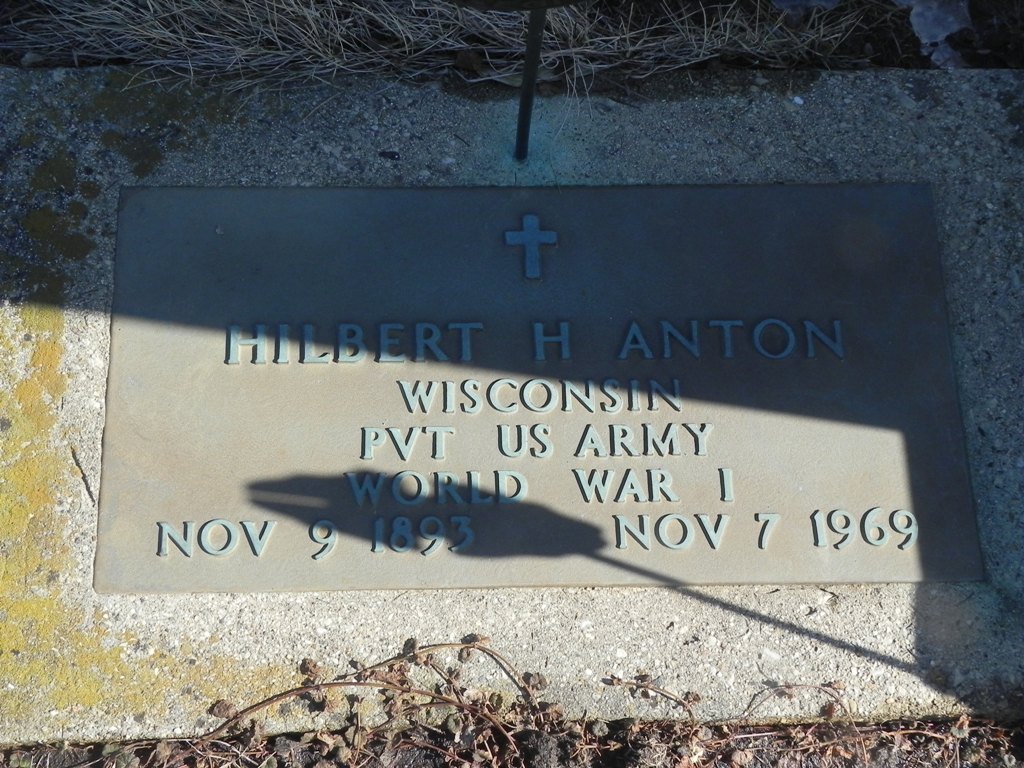 HILBERT H ANTON
WISCONSIN
PVT US ARMY
WORLD WAR I
NOV 9 1893 NOV 7 1969